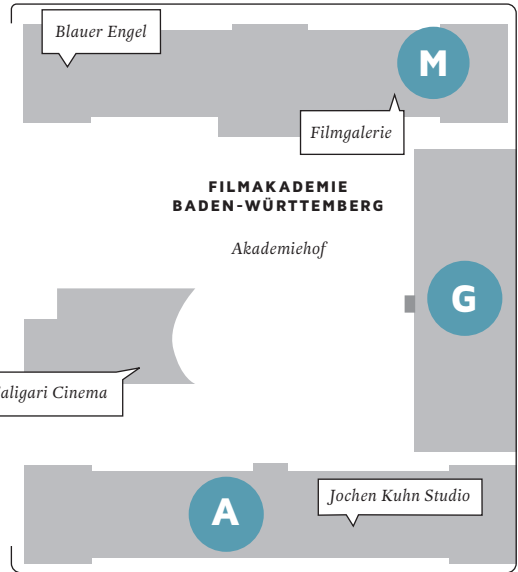 Blauer Engel
M
Filmgalerie
FILMAKADEMIE
BADEN-WÜRTTEMBERG
Akademiehof
G
aligari Cinema
A
Jochen Kuhn Studio